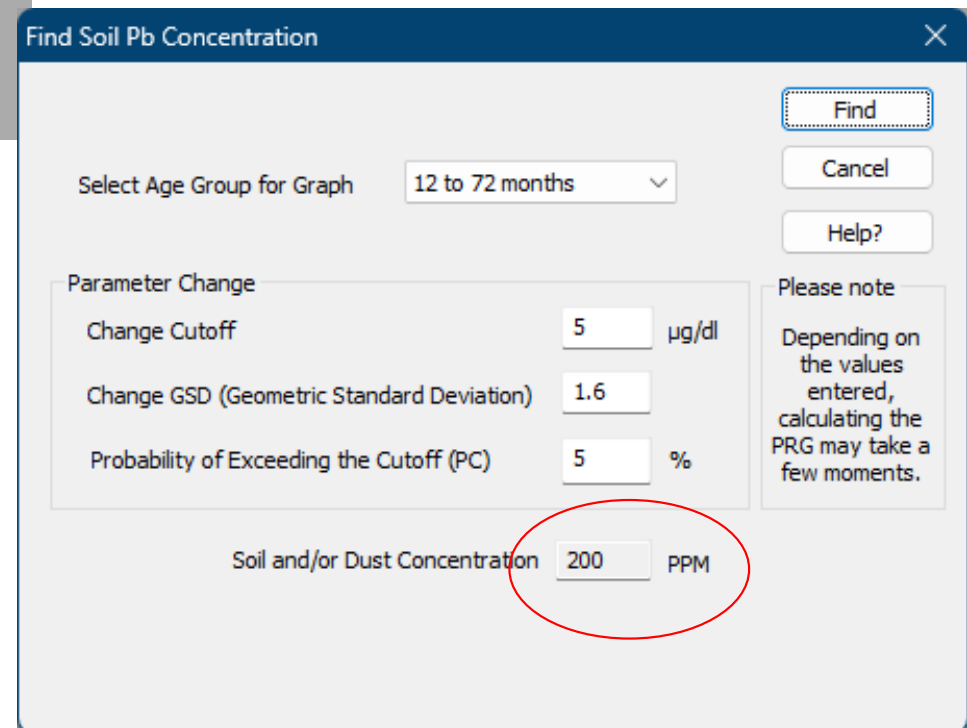 Find Soil Pb Concentration
Find
Select Age Group for Graph 12 to 72 months
Cancel
Help?
Parameter Change
Change Cutoff 5 µg/dl
Change GSD (Geometric Standard Deviation) 1.6
Probability of Exceeding the Cutoff (PC) 5 %
Please note
Depending on
the values
entered,
calculating the
PRG may take a
few moments.
Soil and/or Dust Concentration 200 PPM